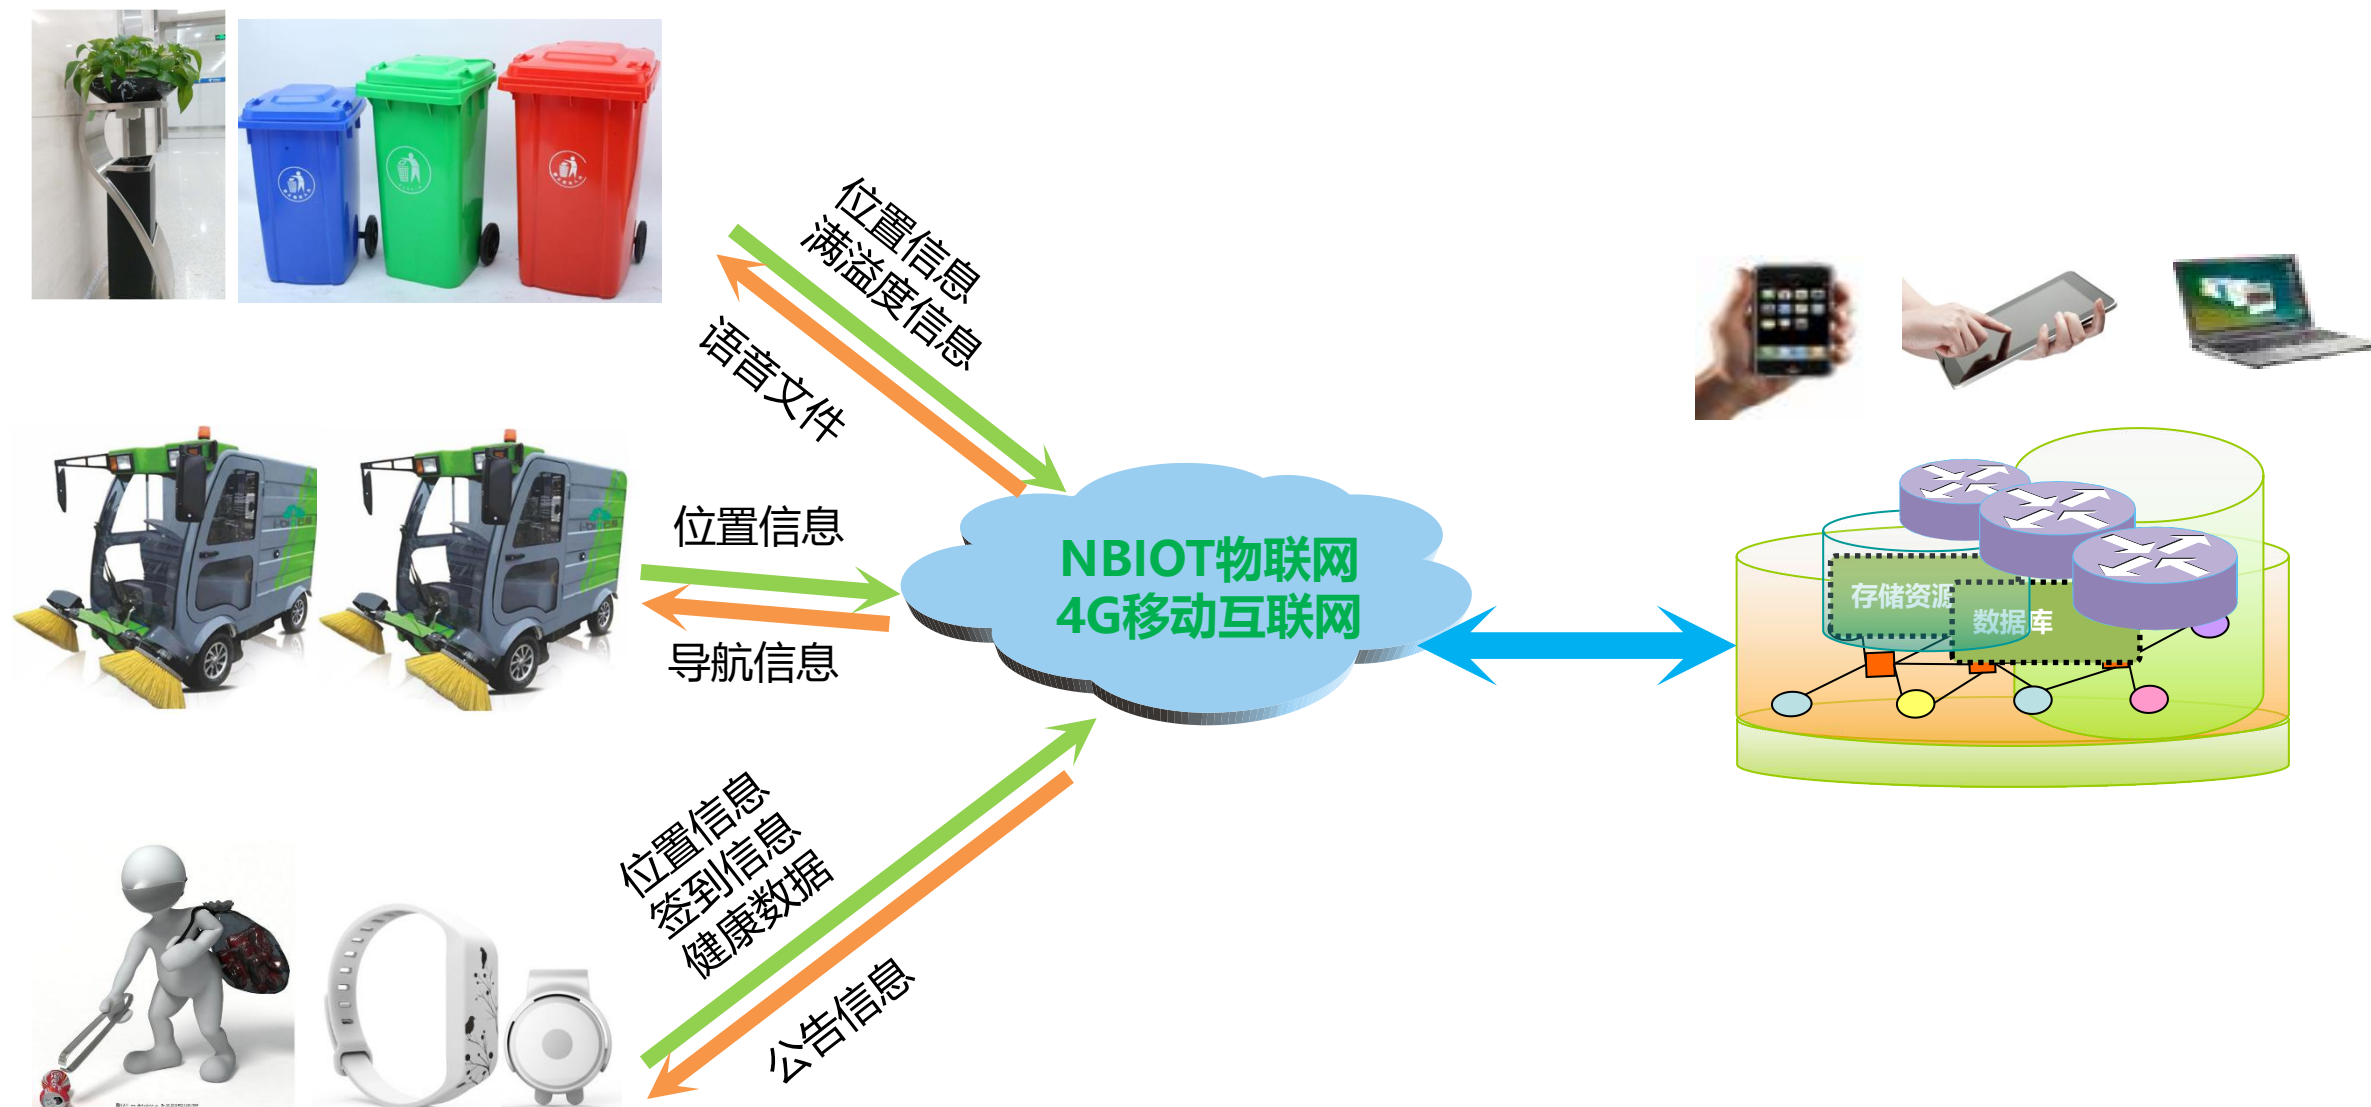 位置信息
满溢度信息
语音文件
位置信息
导航信息
NBIOT物联网
4G移动互联网
存储资源
数据库
位置信息
签到信息
健康数据
公告信息